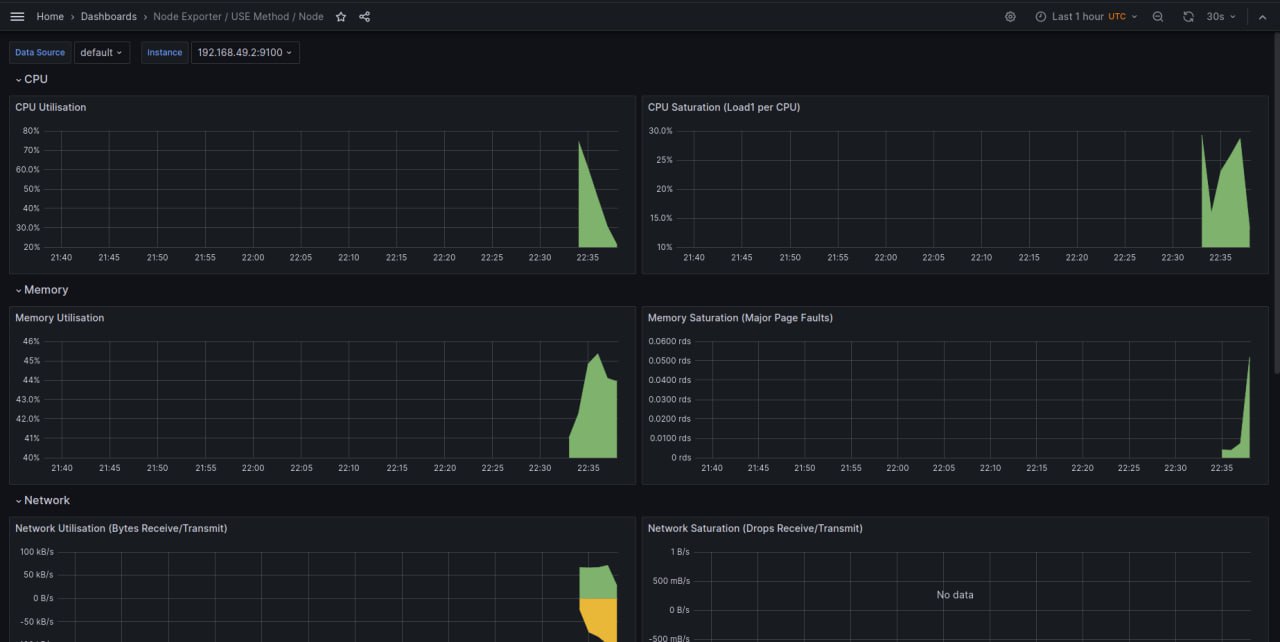 Home › Dashboards › Node Exporter / USE Method / Node
Last 1 hour UTC
30s
Data Source default Instance 192.168.49.2:9100
CPU
CPU Utilisation
80%
70%
60.0%
50%
40%
30.0%
20%
21:40 21:45 21:50 21:55 22:00 22:05 22:10 22:15 22:20 22:25 22:30 22:35
CPU Saturation (Load1 per CPU)
30.0%
25%
20%
15.0%
10%
21:40 21:45 21:50 21:55 22:00 22:05 22:10 22:15 22:20 22:25 22:30 22:35
Memory
Memory Utilisation
46%
45%
44%
43.0%
42.0%
41%
40%
21:40 21:45 21:50 21:55 22:00 22:05 22:10 22:15 22:20 22:25 22:30 22:35
Memory Saturation (Major Page Faults)
0.0600 rds
0.0500 rds
0.0400 rds
0.0300 rds
0.0200 rds
0.0100 rds
0 rds
21:40 21:45 21:50 21:55 22:00 22:05 22:10 22:15 22:20 22:25 22:30 22:35
Network
Network Utilisation (Bytes Receive/Transmit)
100 kB/s
50 kB/s
0 B/s
-50 kB/s
Network Saturation (Drops Receive/Transmit)
1 B/s
500 mB/s
No data
0 B/s
-500 mB/s